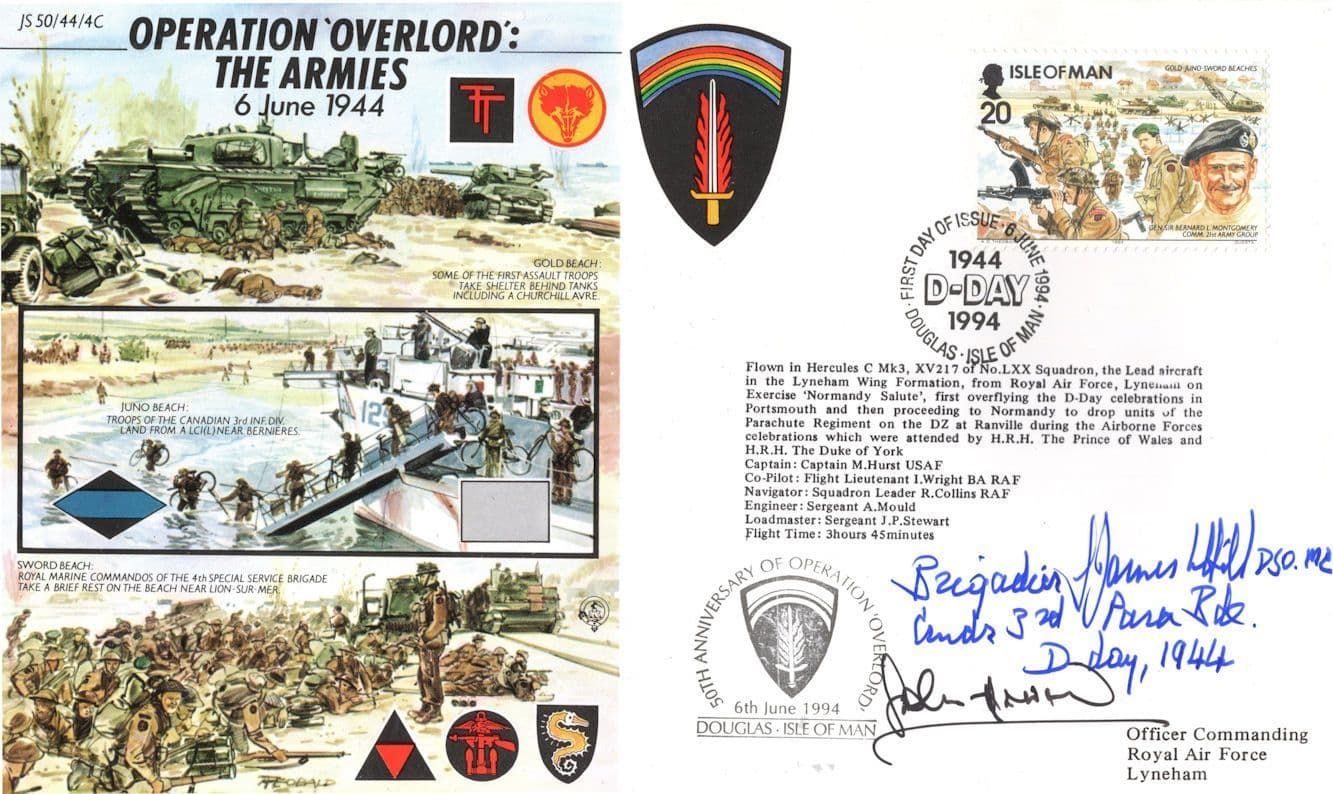 JS 50/44/4C
OPERATION 'OVERLORD':
THE ARMIES
6 June 1944
TT
GOLD BEACH:
SOME OF THE FIRST ASSAULT TROOPS
TAKE SHELTER BEHIND TANKS
INCLUDING A CHURCHILL AVRE.
JUNO BEACH:
TROOPS OF THE CANADIAN 3rd INF. DIV.
LAND FROM A LCI(L) NEAR BERNIERES.
125
SWORD BEACH:
ROYAL MARINE COMMANDOS OF THE 4th SPECIAL SERVICE BRIGADE
TAKE A BRIEF REST ON THE BEACH NEAR LION-SUR-MER.
THEOBALD
ISLE OF MAN
20
GOLD·JUNO·SWORD BEACHES
GEN. SIR BERNARD L. MONTGOMERY
COMM. 21st ARMY GROUP
FIRST DAY OF ISSUE · 6 JUNE 1994 ·
1944
D-DAY
1994
DOUGLAS · ISLE OF MAN ·
Flown in Hercules C Mk3, XV217 of No.LXX Squadron, the Lead aircraft
in the Lyneham Wing Formation, from Royal Air Force, Lyneham on
Exercise 'Normandy Salute', first overflying the D-Day celebrations in
Portsmouth and then proceeding to Normandy to drop units of the
Parachute Regiment on the DZ at Ranville during the Airborne Forces
celebrations which were attended by H.R.H. The Prince of Wales and
H.R.H. The Duke of York
Captain: Captain M.Hurst USAF
Co-Pilot: Flight Lieutenant I.Wright BA RAF
Navigator: Squadron Leader R.Collins RAF
Engineer: Sergeant A.Mould
Loadmaster: Sergeant J.P.Stewart
Flight Time: 3hours 45minutes
50TH ANNIVERSARY OF OPERATION 'OVERLORD'
6th June 1994
DOUGLAS · ISLE OF MAN
Brigadier James Hill DSO. MC
Cmdr 3rd Para Bde.
D day, 1944
Officer Commanding
Royal Air Force
Lyneham